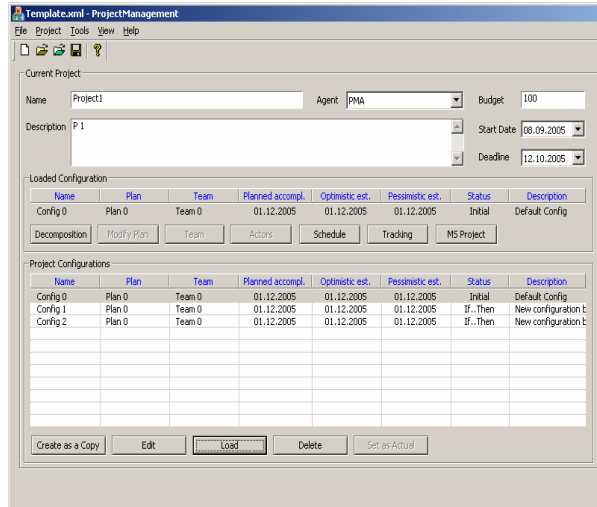 Template.xml - ProjectManagement
File Project Tools View Help
Current Project
Name Project1 Agent PMA Budget 100
Description P 1 Start Date 08.09.2005
Deadline 12.10.2005
Loaded Configuration
Name Plan Team Planned accompl. Optimistic est. Pessimistic est. Status Description
Config 0 Plan 0 Team 0 01.12.2005 01.12.2005 01.12.2005 Initial Default Config
Decomposition Modify Plan Team Actors Schedule Tracking MS Project
Project Configurations
Name Plan Team Planned accompl. Optimistic est. Pessimistic est. Status Description
Config 0 Plan 0 Team 0 01.12.2005 01.12.2005 01.12.2005 Initial Default Config
Config 1 Plan 0 Team 0 01.12.2005 01.12.2005 01.12.2005 If..Then New configuration b
Config 2 Plan 0 Team 0 01.12.2005 01.12.2005 01.12.2005 If..Then New configuration b
Create as a Copy Edit Load Delete Set as Actual